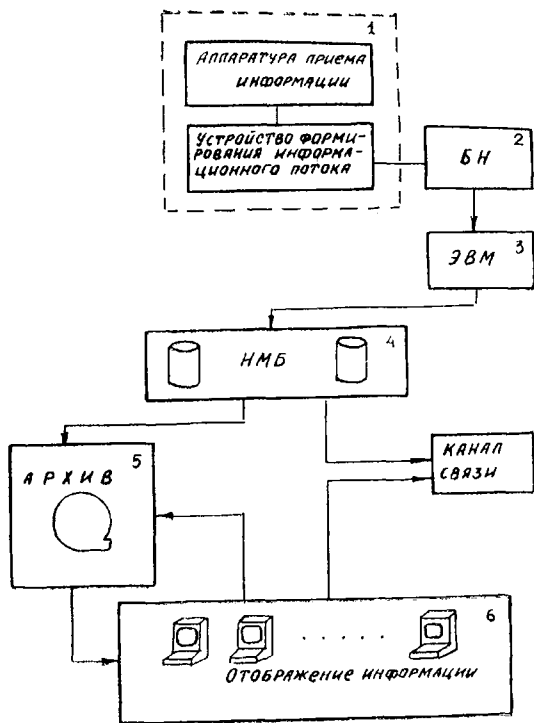 1
АППАРАТУРА ПРИЕМА
ИНФОРМАЦИИ
УСТРОЙСТВО ФОРМИ-
РОВАНИЯ ИНФОРМА-
ЦИОННОГО ПОТОКА
2
БН
3
ЭВМ
4
НМБ
5
АРХИВ
КАНАЛ
СВЯЗИ
6
. . . . .
ОТОБРАЖЕНИЕ ИНФОРМАЦИИ